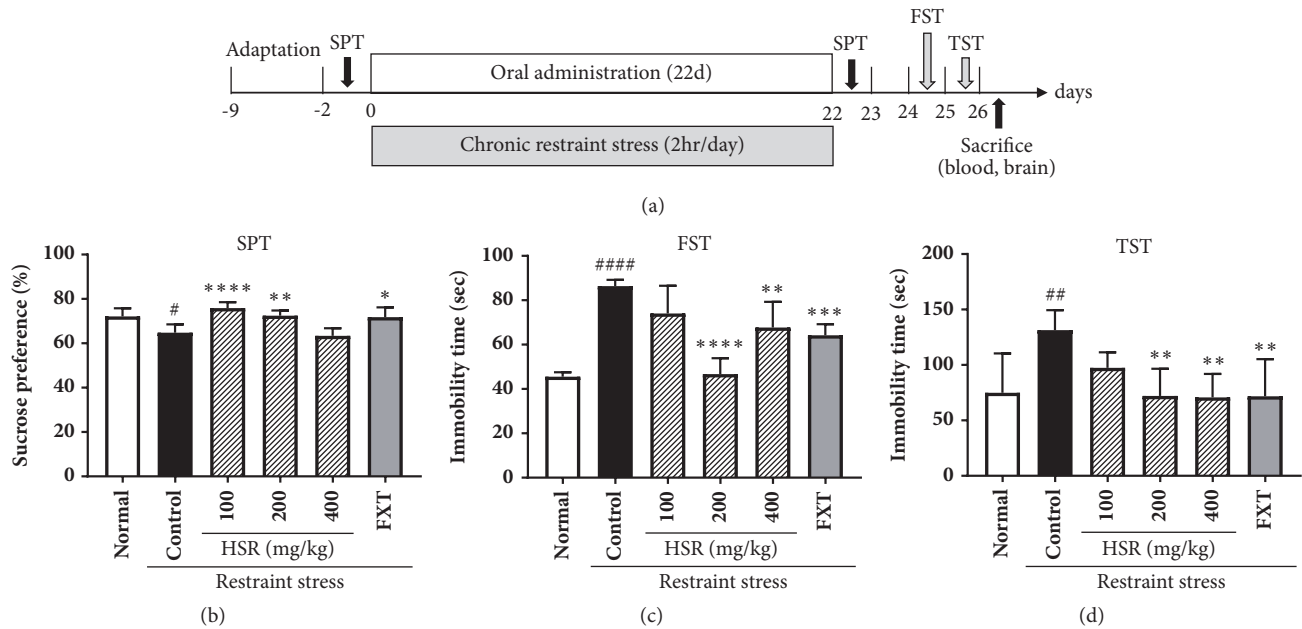 FST
Adaptation SPT SPT TST
Oral administration (22d)
days
-9 -2 0 22 23 24 25 26
Chronic restraint stress (2hr/day)
Sacrifice
(blood, brain)
(a)
SPT
Sucrose preference (%)
100
80
60
40
20
0
#
****
**
*
Normal
Control
100
200
400
FXT
HSR (mg/kg)
Restraint stress
(b)
FST
Immobility time (sec)
100
80
60
40
20
0
####
****
**
***
Normal
Control
100
200
400
FXT
HSR (mg/kg)
Restraint stress
(c)
TST
Immobility time (sec)
200
150
100
50
0
##
**
**
**
Normal
Control
100
200
400
FXT
HSR (mg/kg)
Restraint stress
(d)